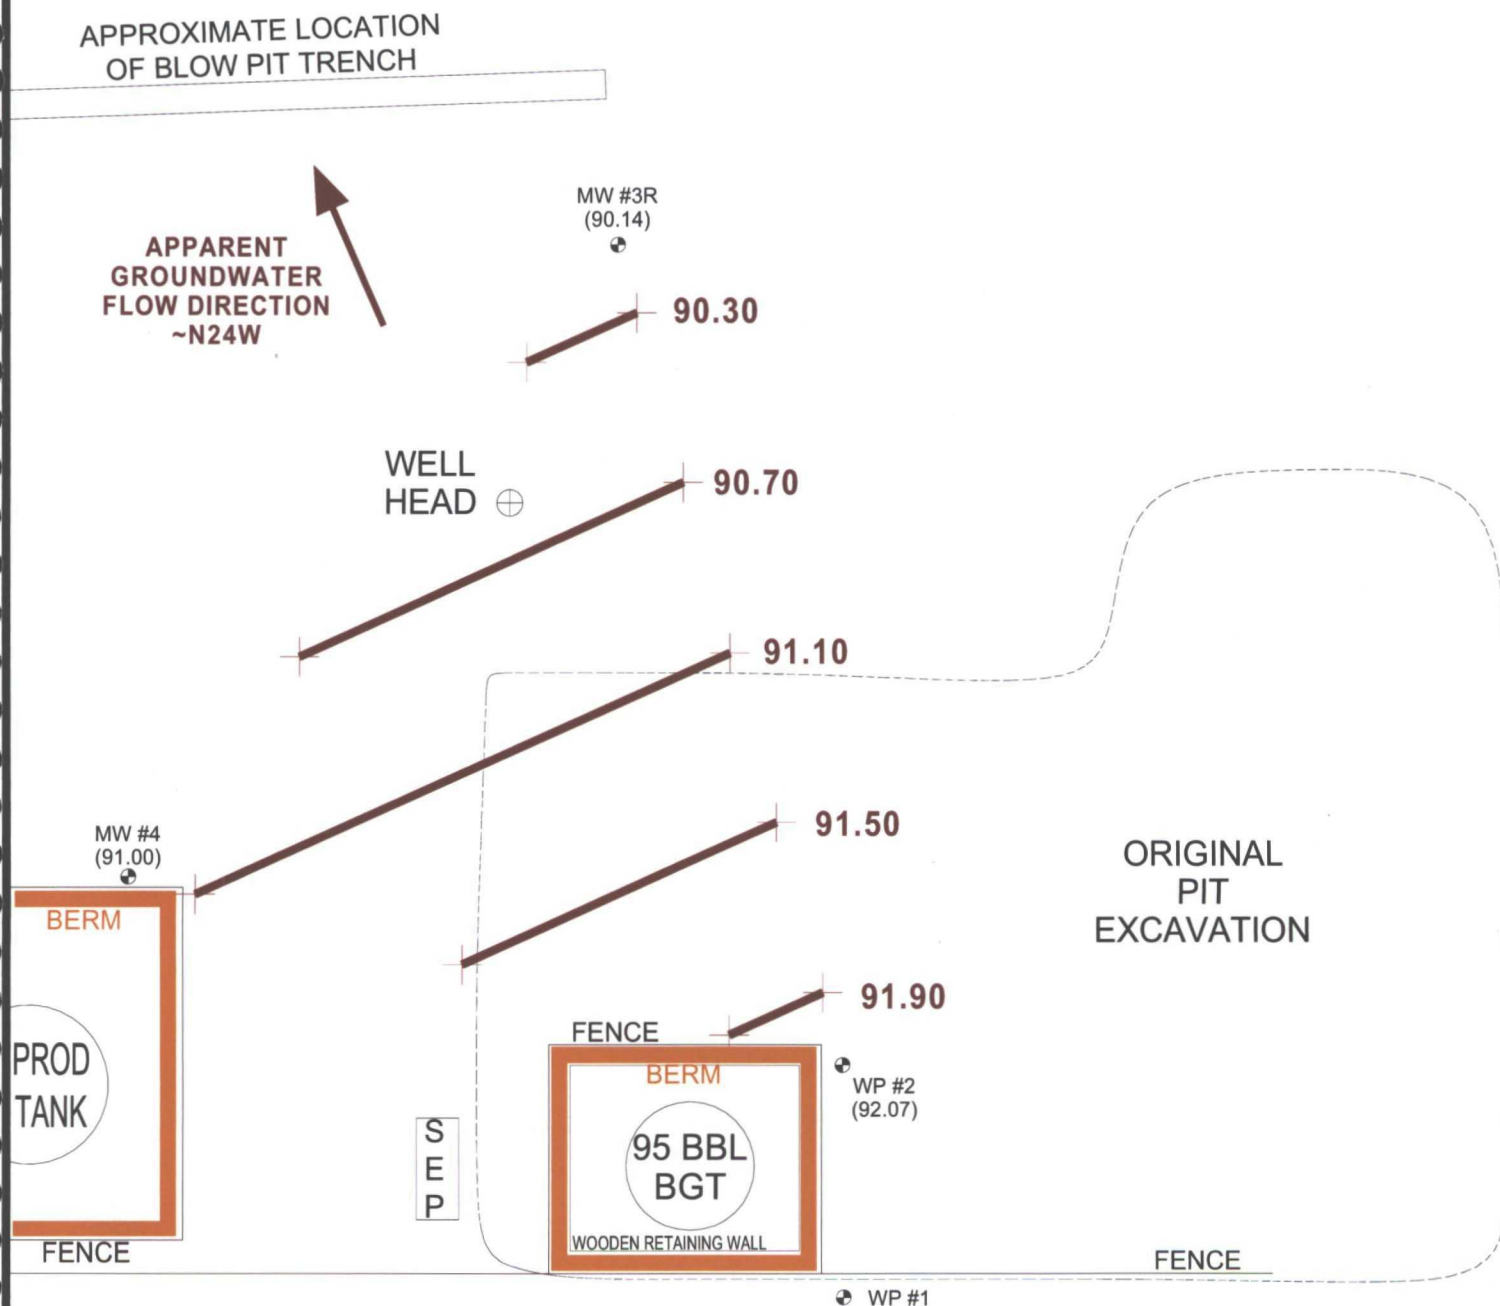 APPROXIMATE LOCATION
OF BLOW PIT TRENCH
MW #3R
(90.14)
APPARENT
GROUNDWATER
FLOW DIRECTION
~N24W
90.30
WELL
HEAD
90.70
91.10
MW #4
(91.00)
91.50
ORIGINAL
PIT
EXCAVATION
BERM
91.90
FENCE
PROD
TANK
BERM
WP #2
(92.07)
S
E
P
95 BBL
BGT
WOODEN RETAINING WALL
FENCE
FENCE
WP #1